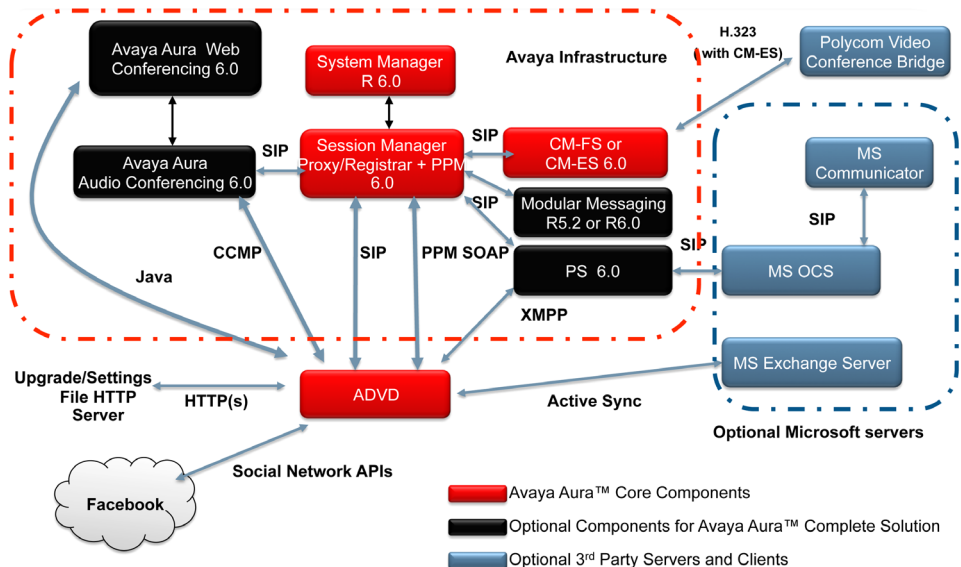 Avaya Aura Web
Conferencing 6.0
System Manager
R 6.0
Avaya Infrastructure
H.323
( with CM-ES)
Polycom Video
Conference Bridge
Avaya Aura
Audio Conferencing 6.0
SIP
Session Manager
Proxy/Registrar + PPM
6.0
SIP
CM-FS or
CM-ES 6.0
MS
Communicator
Modular Messaging
R5.2 or R6.0
SIP
SIP
CCMP
SIP
PPM SOAP
PS 6.0
SIP
MS OCS
Java
XMPP
MS Exchange Server
Upgrade/Settings
File HTTP
Server
HTTP(s)
ADVD
Active Sync
Optional Microsoft servers
Social Network APIs
Facebook
Avaya Aura™ Core Components
Optional Components for Avaya Aura™ Complete Solution
Optional 3rd Party Servers and Clients